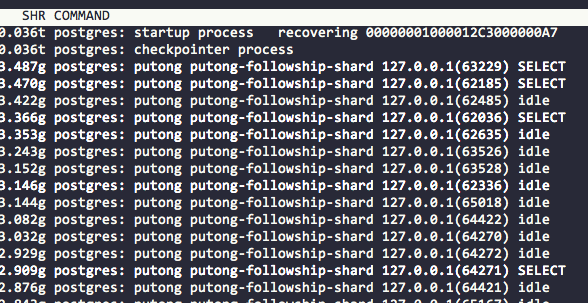 SHR COMMAND
0.036t postgres: startup process   recovering 00000001000012C3000000A7
0.036t postgres: checkpointer process
3.487g postgres: putong putong-followship-shard 127.0.0.1(63229) SELECT
3.470g postgres: putong putong-followship-shard 127.0.0.1(62185) SELECT
3.422g postgres: putong putong-followship-shard 127.0.0.1(62485) idle
3.366g postgres: putong putong-followship-shard 127.0.0.1(62036) SELECT
3.353g postgres: putong putong-followship-shard 127.0.0.1(62635) idle
3.243g postgres: putong putong-followship-shard 127.0.0.1(63526) idle
3.152g postgres: putong putong-followship-shard 127.0.0.1(63528) idle
3.146g postgres: putong putong-followship-shard 127.0.0.1(62336) idle
3.144g postgres: putong putong-followship-shard 127.0.0.1(65018) idle
3.082g postgres: putong putong-followship-shard 127.0.0.1(64422) idle
3.032g postgres: putong putong-followship-shard 127.0.0.1(64270) idle
2.929g postgres: putong putong-followship-shard 127.0.0.1(64272) idle
2.909g postgres: putong putong-followship-shard 127.0.0.1(64271) SELECT
2.876g postgres: putong putong-followship-shard 127.0.0.1(64421) idle